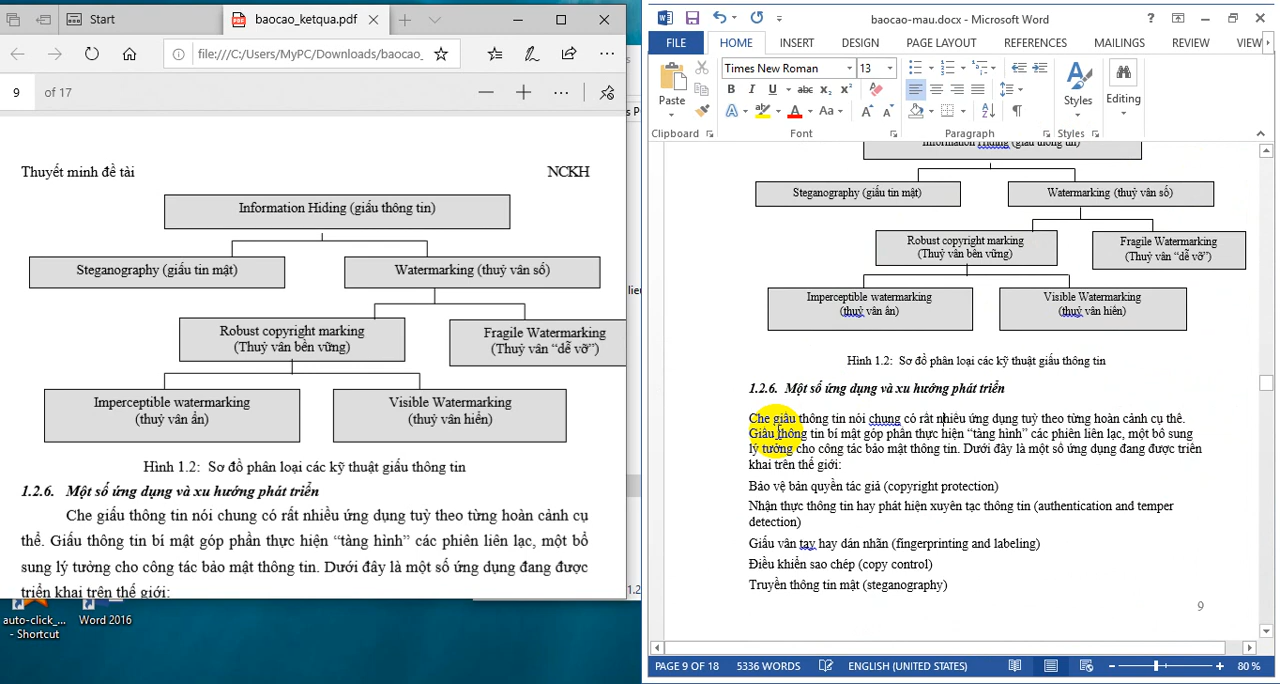 Start
baocao_ketqua.pdf
file:///C:/Users/MyPC/Downloads/baocao_
9 of 17
Thuyết minh đề tài NCKH
Information Hiding (giấu thông tin)
Steganography (giấu tin mật)
Watermarking (thuỷ vân số)
Robust copyright marking
(Thuỷ vân bền vững)
Fragile Watermarking
(Thuỷ vân “dễ vỡ”)
Imperceptible watermarking
(thuỷ vân ẩn)
Visible Watermarking
(thuỷ vân hiển)
Hình 1.2: Sơ đồ phân loại các kỹ thuật giấu thông tin
1.2.6. Một số ứng dụng và xu hướng phát triển
Che giấu thông tin nói chung có rất nhiều ứng dụng tuỳ theo từng hoàn cảnh cụ
thể. Giấu thông tin bí mật góp phần thực hiện “tàng hình” các phiên liên lạc, một bổ
sung lý tưởng cho công tác bảo mật thông tin. Dưới đây là một số ứng dụng đang được
triển khai trên thế giới:
auto-click_...
- Shortcut
Word 2016
baocao-mau.docx - Microsoft Word
FILE HOME INSERT DESIGN PAGE LAYOUT REFERENCES MAILINGS REVIEW VIEW
Times New Roman 13
Paste
Styles
Editing
Clipboard Font Paragraph Styles
Information Hiding (giấu thông tin)
Steganography (giấu tin mật)
Watermarking (thuỷ vân số)
Robust copyright marking
(Thuỷ vân bền vững)
Fragile Watermarking
(Thuỷ vân “dễ vỡ”)
Imperceptible watermarking
(thuỷ vân ẩn)
Visible Watermarking
(thuỷ vân hiển)
Hình 1.2: Sơ đồ phân loại các kỹ thuật giấu thông tin
1.2.6. Một số ứng dụng và xu hướng phát triển
Che giấu thông tin nói chung có rất nhiều ứng dụng tuỳ theo từng hoàn cảnh cụ thể.
Giấu thông tin bí mật góp phần thực hiện “tàng hình” các phiên liên lạc, một bổ sung
lý tưởng cho công tác bảo mật thông tin. Dưới đây là một số ứng dụng đang được triển
khai trên thế giới:
Bảo vệ bản quyền tác giả (copyright protection)
Nhận thực thông tin hay phát hiện xuyên tạc thông tin (authentication and temper
detection)
Giấu vân tay hay dán nhãn (fingerprinting and labeling)
Điều khiển sao chép (copy control)
Truyền thông tin mật (steganography)
9
PAGE 9 OF 18 5336 WORDS ENGLISH (UNITED STATES) 80 %